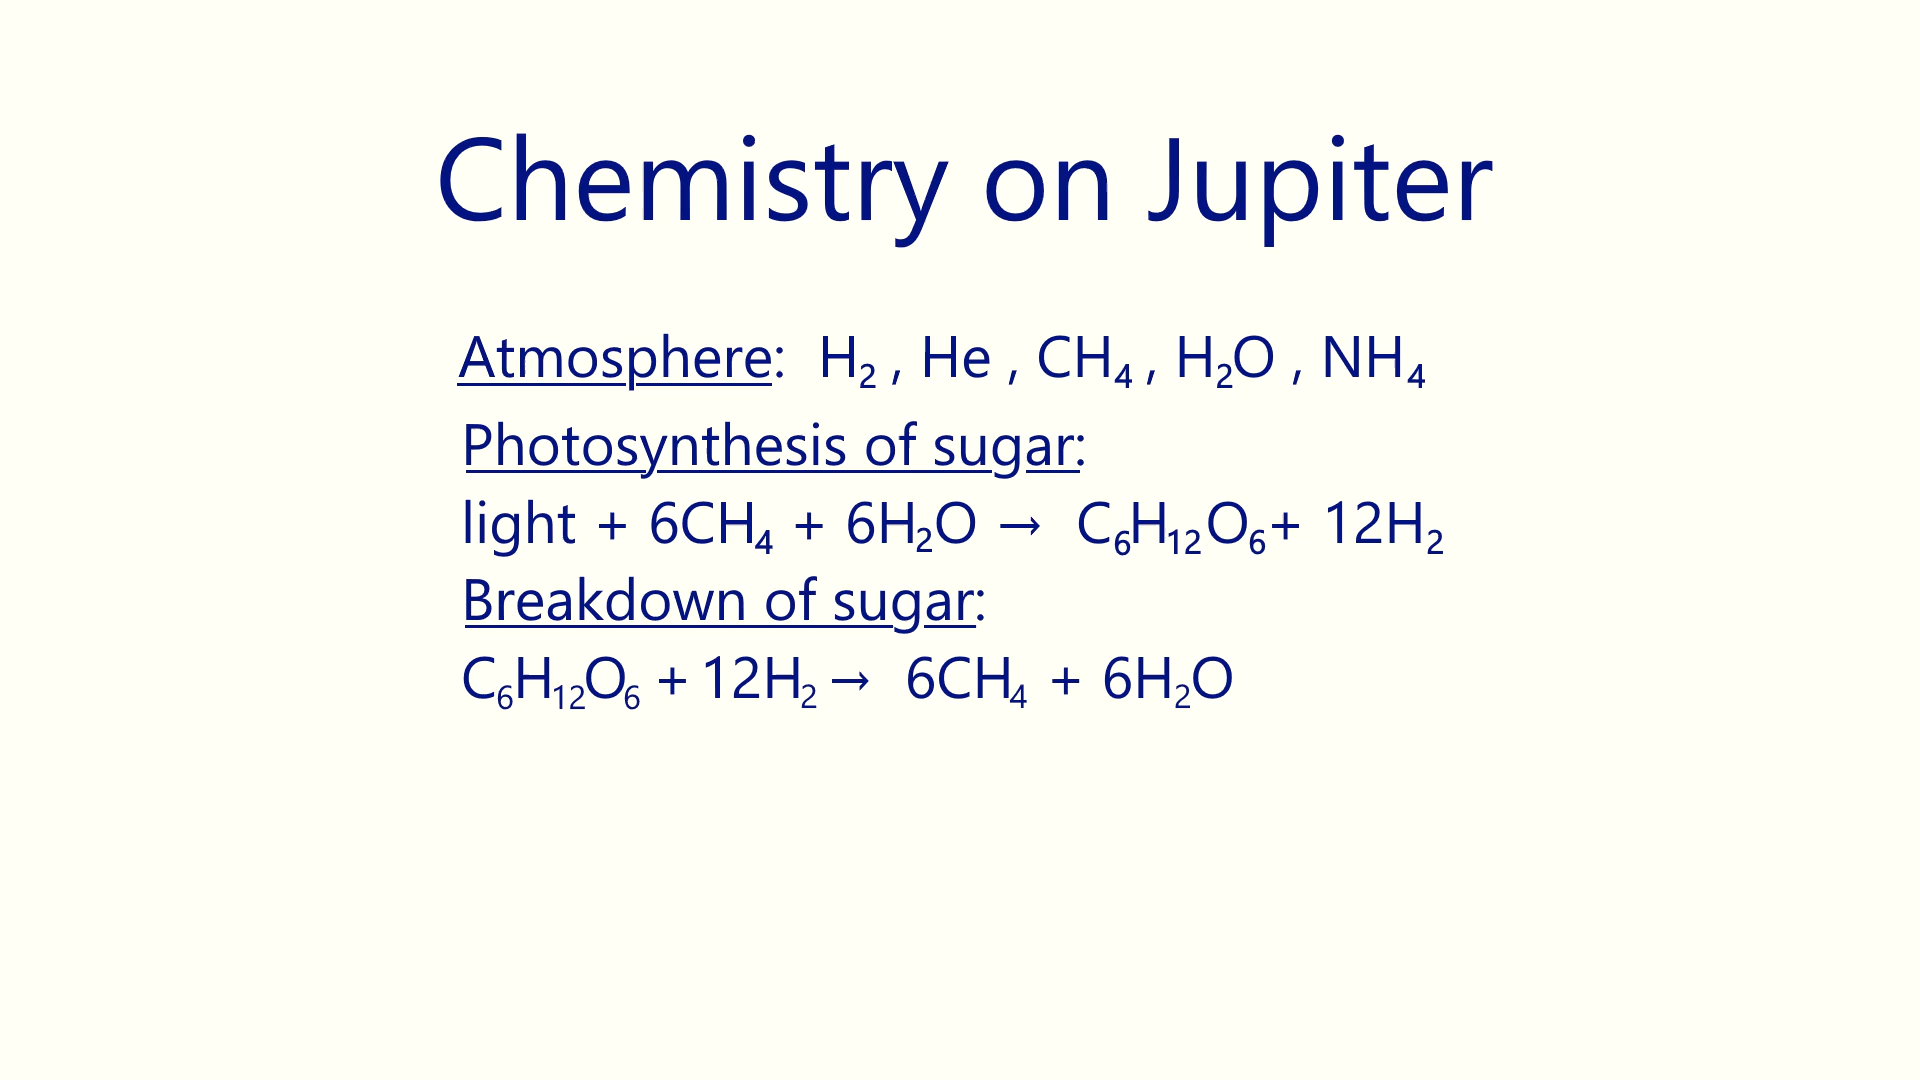 Chemistry on Jupiter
Atmosphere: H₂ , He , CH₄ , H₂O , NH₄
Photosynthesis of sugar:
light + 6CH₄ + 6H₂O → C₆H₁₂O₆+ 12H₂
Breakdown of sugar:
C₆H₁₂O₆ + 12H₂ → 6CH₄ + 6H₂O